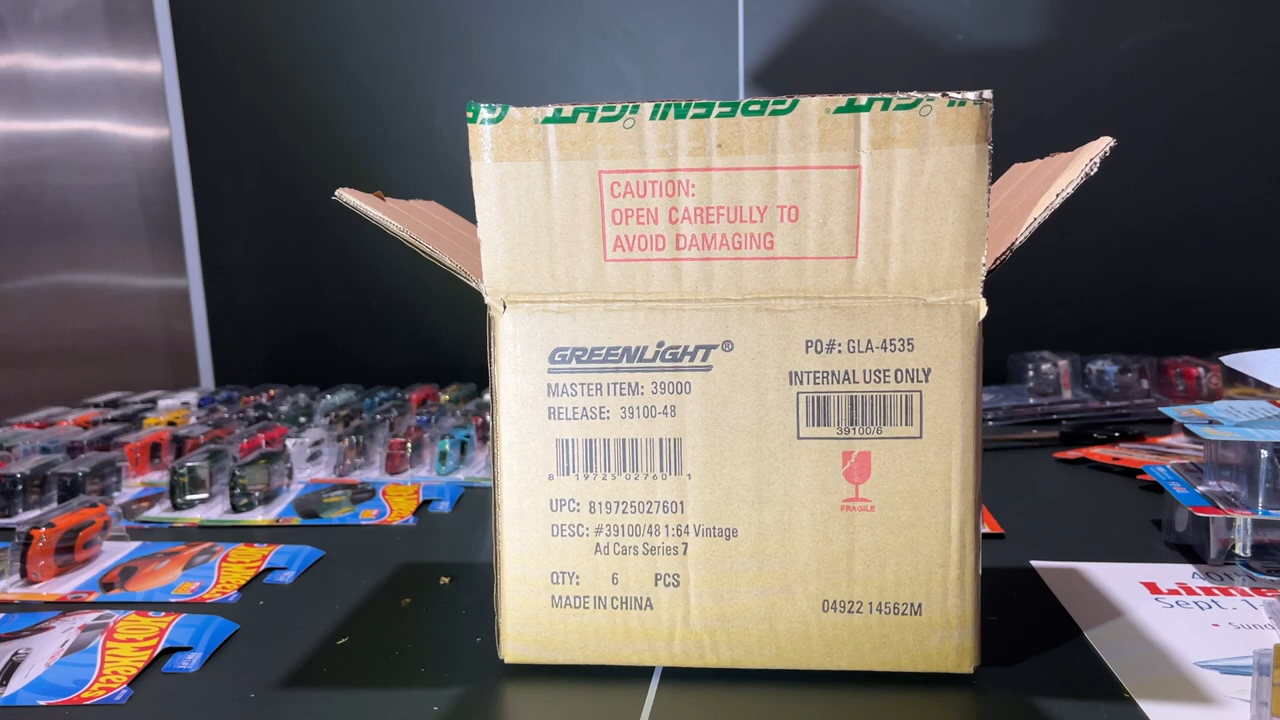 GREENLIGHT
CAUTION:
OPEN CAREFULLY TO
AVOID DAMAGING
GREENLIGHT®
MASTER ITEM: 39000
RELEASE: 39100-48
8 19725 02760 1
UPC: 819725027601
DESC: #39100/48 1:64 Vintage
Ad Cars Series 7
QTY: 6 PCS
MADE IN CHINA
PO#: GLA-4535
INTERNAL USE ONLY
39100/6
FRAGILE
04922 14562M
HOT WHEELS
HOT WHEELS
HOT WHEELS
Sept. 1